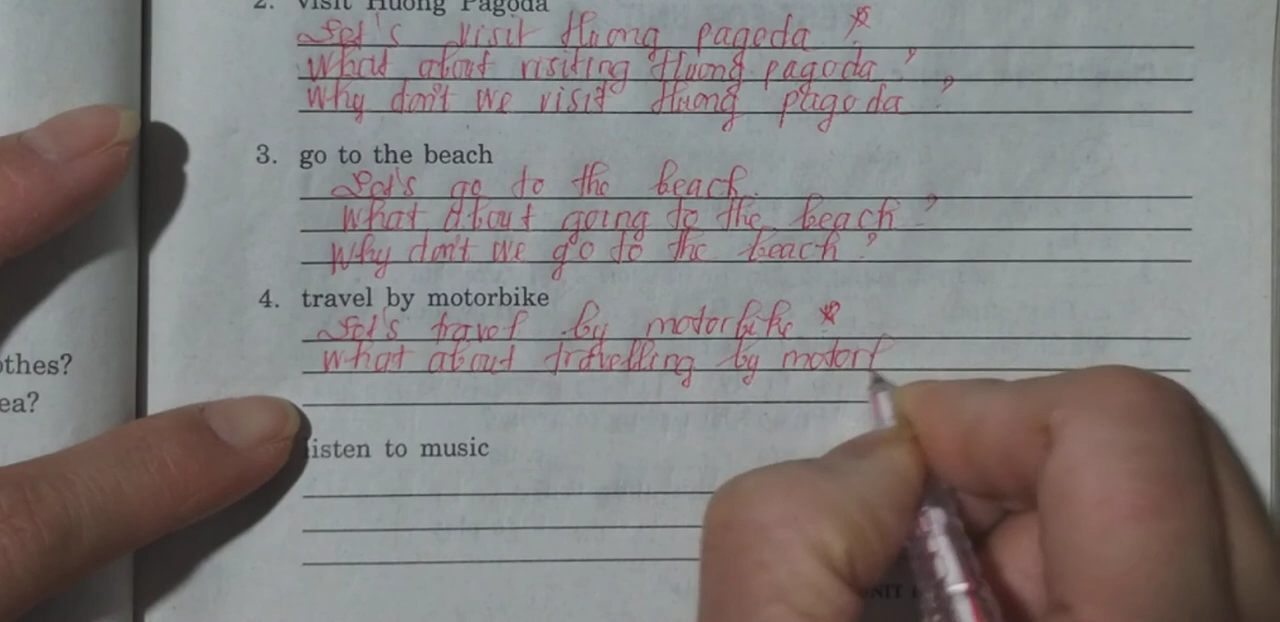 2. visit Huong Pagoda
Let's visit Huong pagoda
What about visiting Huong pagoda ?
Why don't we visit Huong pagoda ?
3. go to the beach
Let's go to the beach.
What about going to the beach ?
Why don't we go to the beach ?
4. travel by motorbike
Let's travel by motorbike
What about travelling by motorb
othes?
ea?
listen to music
UNIT